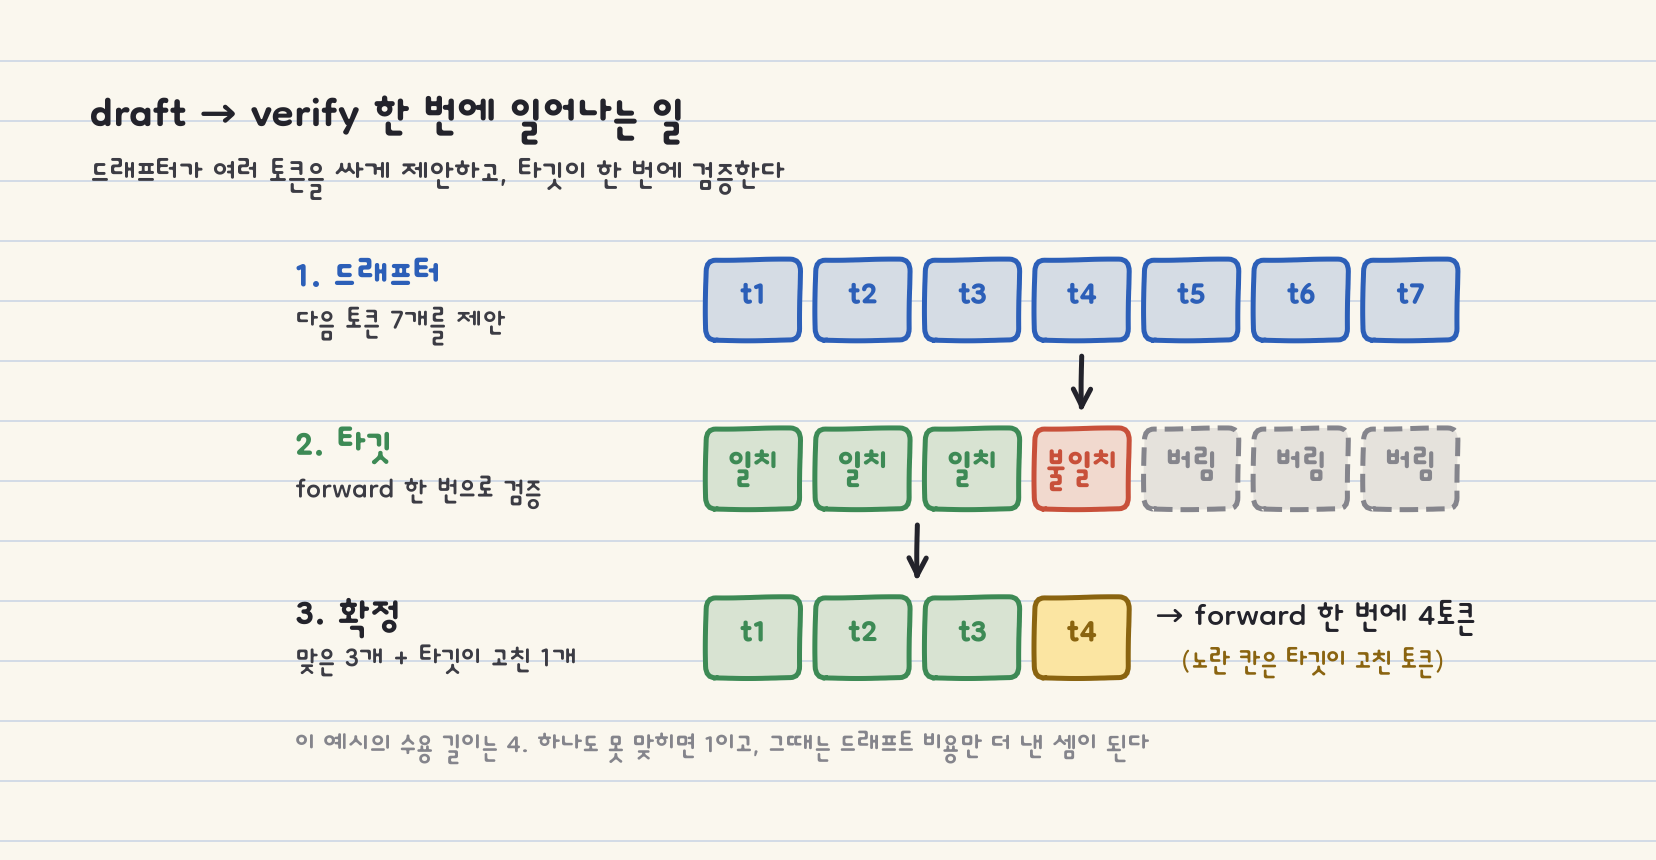 draft → verify 한 번에 일어나는 일
드래프터가 여러 토큰을 싸게 제안하고, 타깃이 한 번에 검증한다
1. 드래프터
다음 토큰 7개를 제안
t1 t2 t3 t4 t5 t6 t7
2. 타깃
forward 한 번으로 검증
일치 일치 일치 불일치 버림 버림 버림
3. 확정
맞은 3개 + 타깃이 고친 1개
t1 t2 t3 t4
→ forward 한 번에 4토큰
(노란 칸은 타깃이 고친 토큰)
이 예시의 수용 길이는 4. 하나도 못 맞히면 1이고, 그때는 드래프트 비용만 더 낸 셈이 된다